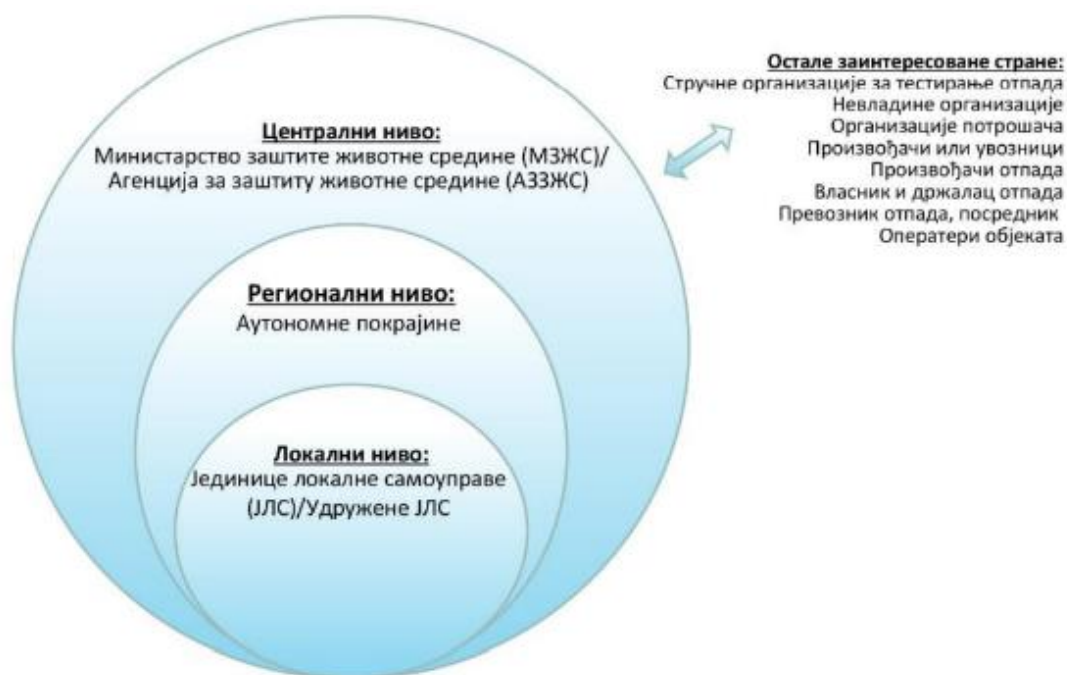 Централни ниво:
Министарство заштите животне средине (МЗЖС)/
Агенција за заштиту животне средине (АЗЗЖС)
Регионални ниво:
Аутономне покрајине
Локални ниво:
Јединице локалне самоуправе
(ЈЛС)/Удружене ЈЛС
Остале заинтересоване стране:
Стручне организације за тестирање отпада
Невладине организације
Организације потрошача
Произвођачи или увозници
Произвођачи отпада
Власник и држалац отпада
Превозник отпада, посредник
Оператери објеката